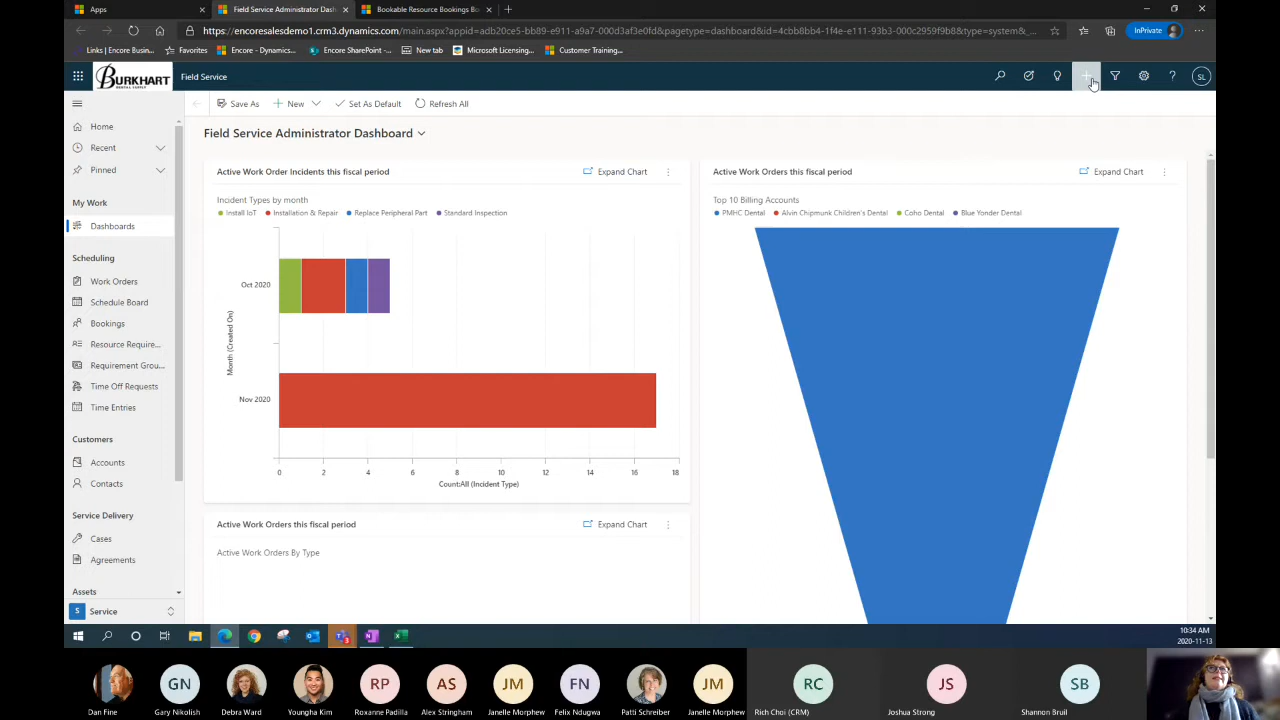 Apps
Field Service Administrator Dash
Bookable Resource Bookings Bo
https://encoresalesdemo1.crm3.dynamics.com/main.aspx?appid=adb20ce5-bb89-e911-a9a7-000d3af3e0fd&pagetype=dashboard&id=4cbb8bb4-1f4e-e111-93b3-000c2959f9b8&type=system&_
InPrivate
Links | Encore Busin...
Favorites
Encore - Dynamics...
Encore SharePoint -...
New tab
Microsoft Licensing...
Customer Training...
BURKHART
DENTAL SUPPLY
Field Service
SL
Save As
New
Set As Default
Refresh All
Home
Recent
Pinned
My Work
Dashboards
Scheduling
Work Orders
Schedule Board
Bookings
Resource Require...
Requirement Grou...
Time Off Requests
Time Entries
Customers
Accounts
Contacts
Service Delivery
Cases
Agreements
Assets
S Service
Field Service Administrator Dashboard
Active Work Order Incidents this fiscal period
Expand Chart
Incident Types by month
Install IoT Installation & Repair Replace Peripheral Part Standard Inspection
Month (Created On)
Oct 2020
Nov 2020
0 2 4 6 8 10 12 14 16 18
Count:All (Incident Type)
Active Work Orders this fiscal period
Expand Chart
Top 10 Billing Accounts
PMHC Dental Alvin Chipmunk Children's Dental Coho Dental Blue Yonder Dental
Active Work Orders this fiscal period
Expand Chart
Active Work Orders By Type
10:34 AM
2020-11-13
GN
RP
AS
JM
FN
JM
RC
JS
SB
Dan Fine
Gary Nikolish
Debra Ward
Youngha Kim
Roxanne Padilla
Alex Stringham
Janelle Morphew
Felix Ndugwa
Patti Schreiber
Janelle Morphew
Rich Choi (CRM)
Joshua Strong
Shannon Bruil